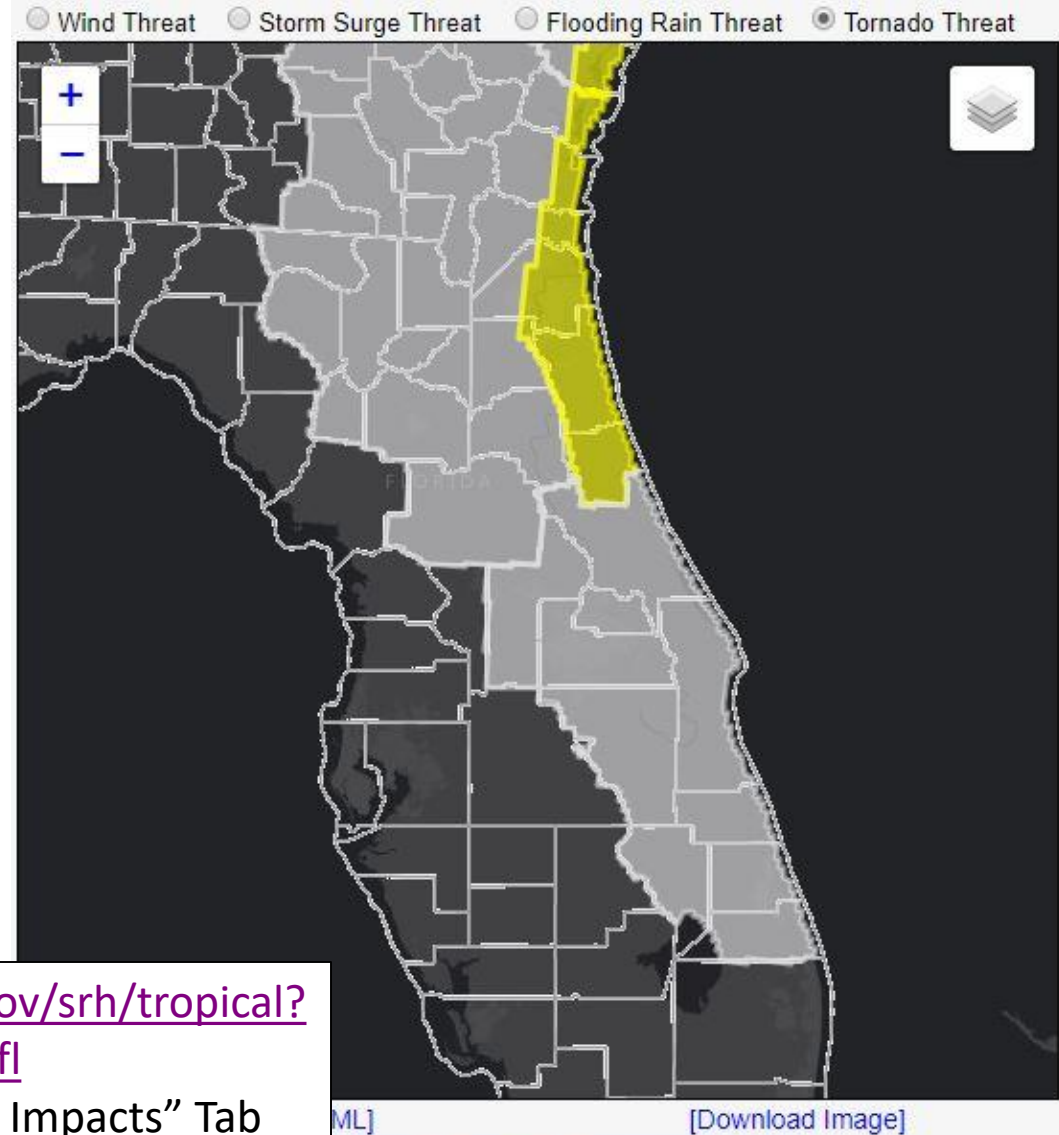 Wind Threat Storm Surge Threat Flooding Rain Threat Tornado Threat
+
−
FLORIDA
ov/srh/tropical?
fl
Impacts” Tab
ML] [Download Image]